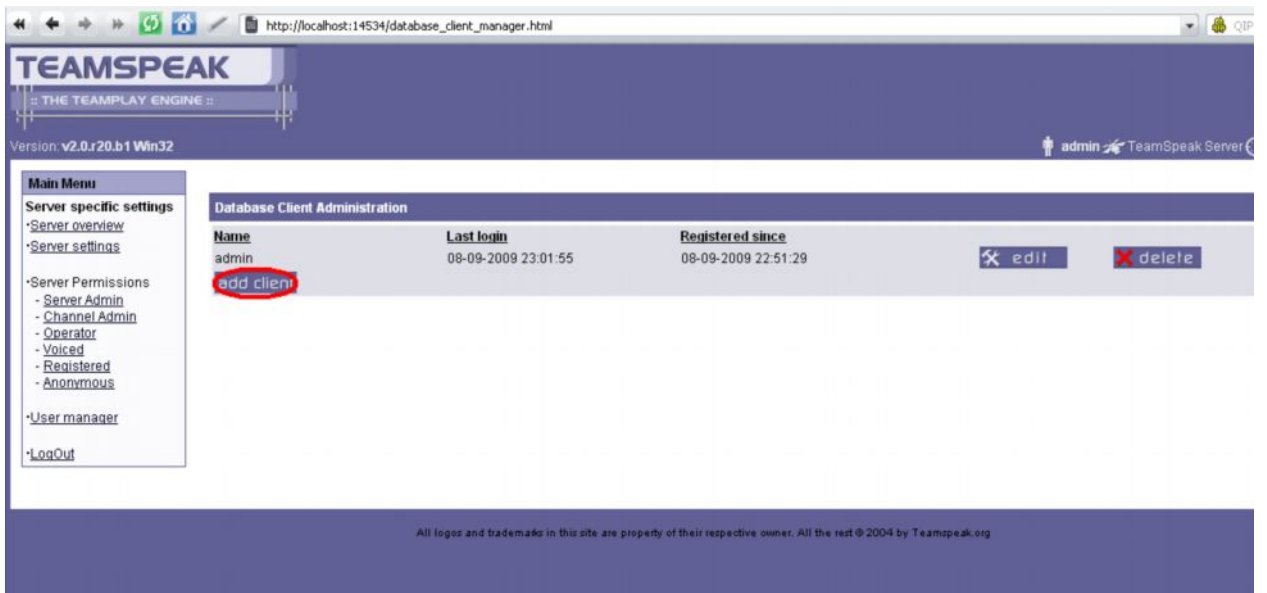 http://localhost:14534/database_client_manager.html
QIP
TEAMSPEAK
:: THE TEAMPLAY ENGINE ::
Version: v2.0.r20.b1 Win32
admin TeamSpeak Server
Main Menu
Server specific settings
·Server overview
·Server settings
·Server Permissions
- Server Admin
- Channel Admin
- Operator
- Voiced
- Registered
- Anonymous
·User manager
·LogOut
Database Client Administration
Name Last login Registered since
admin 08-09-2009 23:01:55 08-09-2009 22:51:29 edit delete
add client
All logos and trademarks in this site are property of their respective owner. All the rest © 2004 by Teamspeak.org